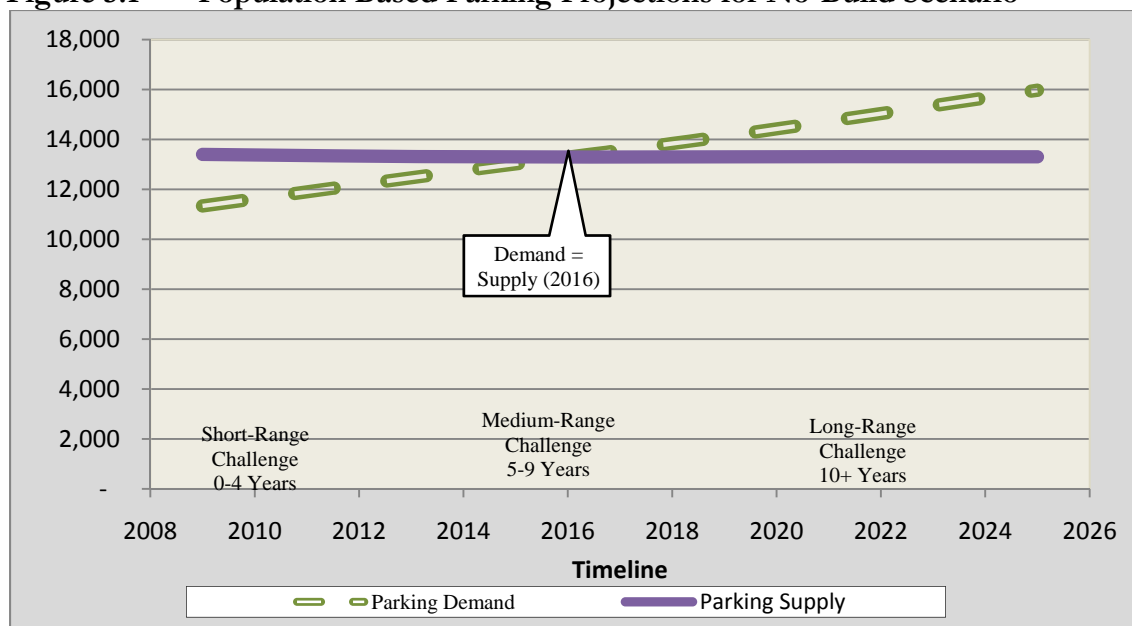 Figure Population-Based Parking Projections for No-Build Scenario
18,000
16,000
14,000
12,000
10,000
8,000
6,000
4,000
2,000
-
Demand =
Supply (2016)
Short-Range
Challenge
0-4 Years
Medium-Range
Challenge
5-9 Years
Long-Range
Challenge
10+ Years
2008 2010 2012 2014 2016 2018 2020 2022 2024 2026
Timeline
Parking Demand Parking Supply